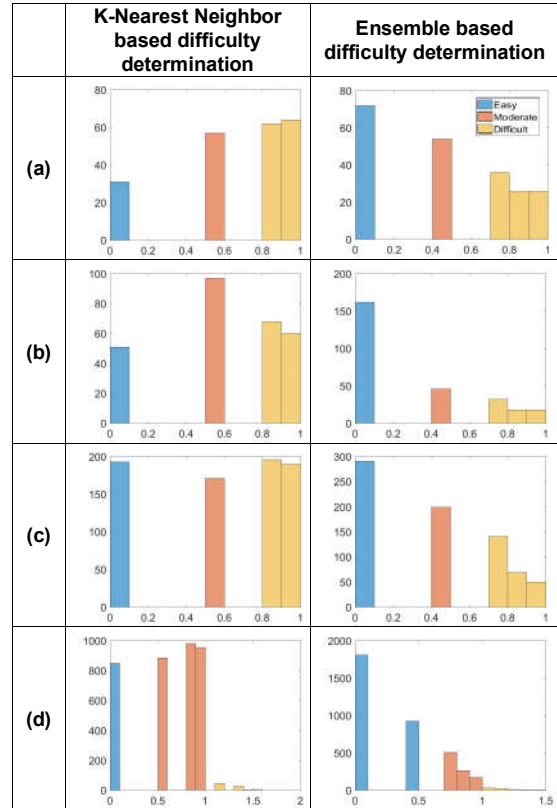 K-Nearest Neighbor
based difficulty
determination
Ensemble based
difficulty determination
(a)
80
60
40
20
0
0 0.2 0.4 0.6 0.8 1
80
60
40
20
0
0 0.2 0.4 0.6 0.8 1
Easy
Moderate
Difficult
(b)
100
80
60
40
20
0
0 0.2 0.4 0.6 0.8 1
200
150
100
50
0
0 0.2 0.4 0.6 0.8 1
(c)
200
150
100
50
0
0 0.2 0.4 0.6 0.8 1
300
250
200
150
100
50
0
0 0.2 0.4 0.6 0.8 1
(d)
1000
800
600
400
200
0
0 0.5 1 1.5 2
2000
1500
1000
500
0
0 0.5 1 1.5